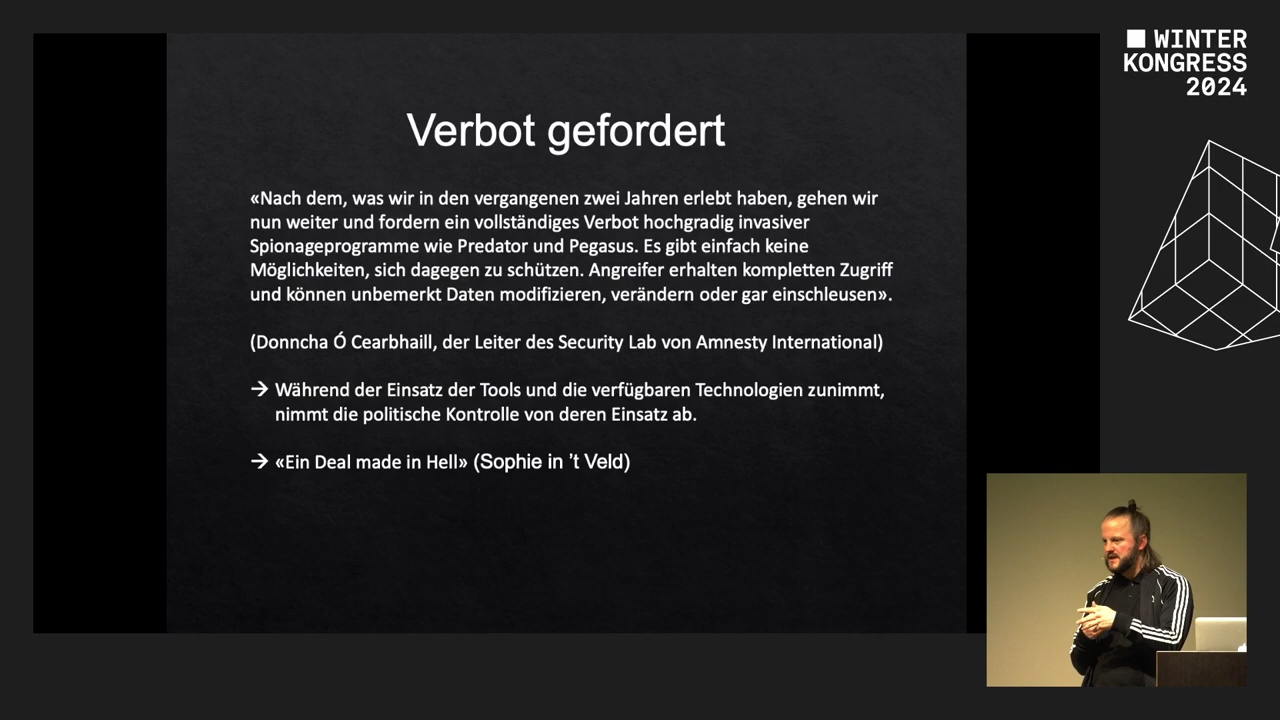 WINTER
KONGRESS
2024
Verbot gefordert
«Nach dem, was wir in den vergangenen zwei Jahren erlebt haben, gehen wir
nun weiter und fordern ein vollständiges Verbot hochgradig invasiver
Spionageprogramme wie Predator und Pegasus. Es gibt einfach keine
Möglichkeiten, sich dagegen zu schützen. Angreifer erhalten kompletten Zugriff
und können unbemerkt Daten modifizieren, verändern oder gar einschleusen».
(Donncha Ó Cearbhaill, der Leiter des Security Lab von Amnesty International)
→ Während der Einsatz der Tools und die verfügbaren Technologien zunimmt,
nimmt die politische Kontrolle von deren Einsatz ab.
→ «Ein Deal made in Hell» (Sophie in ’t Veld)